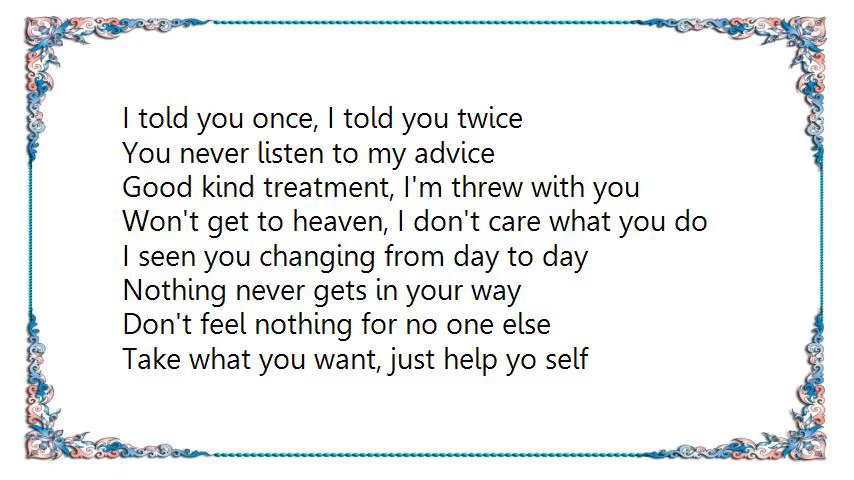 I told you once, I told you twice
You never listen to my advice
Good kind treatment, I'm threw with you
Won't get to heaven, I don't care what you do
I seen you changing from day to day
Nothing never gets in your way
Don't feel nothing for no one else
Take what you want, just help yo self